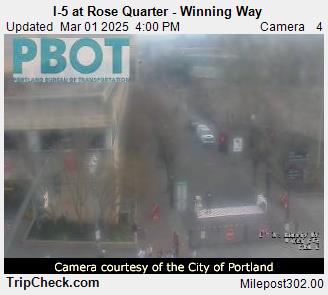 I-5 at Rose Quarter - Winning Way
Updated Mar 01 2025 4:00 PM Camera 4
PBOT
PORTLAND BUREAU OF TRANSPORTATION
Camera courtesy of the City of Portland
TripCheck.com Milepost302.00